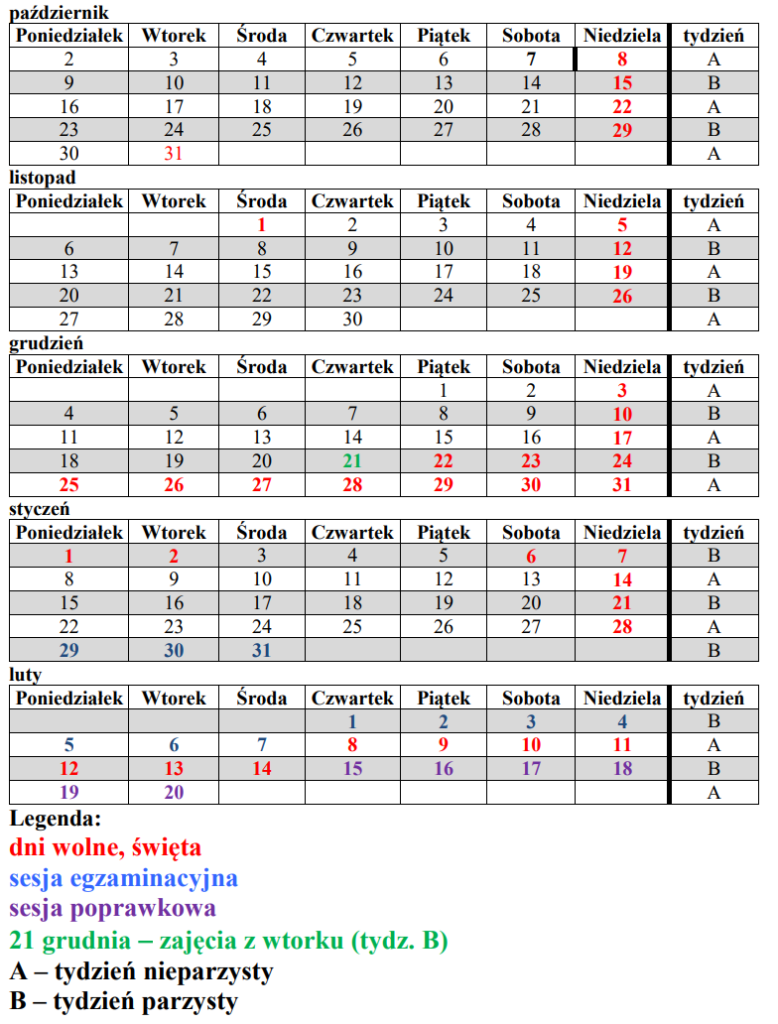 październik
Poniedziałek Wtorek Środa Czwartek Piątek Sobota Niedziela tydzień
2 3 4 5 6 7 8 A
9 10 11 12 13 14 15 B
16 17 18 19 20 21 22 A
23 24 25 26 27 28 29 B
30 31 A
listopad
Poniedziałek Wtorek Środa Czwartek Piątek Sobota Niedziela tydzień
1 2 3 4 5 A
6 7 8 9 10 11 12 B
13 14 15 16 17 18 19 A
20 21 22 23 24 25 26 B
27 28 29 30 A
grudzień
Poniedziałek Wtorek Środa Czwartek Piątek Sobota Niedziela tydzień
1 2 3 A
4 5 6 7 8 9 10 B
11 12 13 14 15 16 17 A
18 19 20 21 22 23 24 B
25 26 27 28 29 30 31 A
styczeń
Poniedziałek Wtorek Środa Czwartek Piątek Sobota Niedziela tydzień
1 2 3 4 5 6 7 B
8 9 10 11 12 13 14 A
15 16 17 18 19 20 21 B
22 23 24 25 26 27 28 A
29 30 31 B
luty
Poniedziałek Wtorek Środa Czwartek Piątek Sobota Niedziela tydzień
1 2 3 4 B
5 6 7 8 9 10 11 A
12 13 14 15 16 17 18 B
19 20 A
Legenda:
dni wolne, święta
sesja egzaminacyjna
sesja poprawkowa
21 grudnia – zajęcia z wtorku (tydz. B)
A – tydzień nieparzysty
B – tydzień parzysty